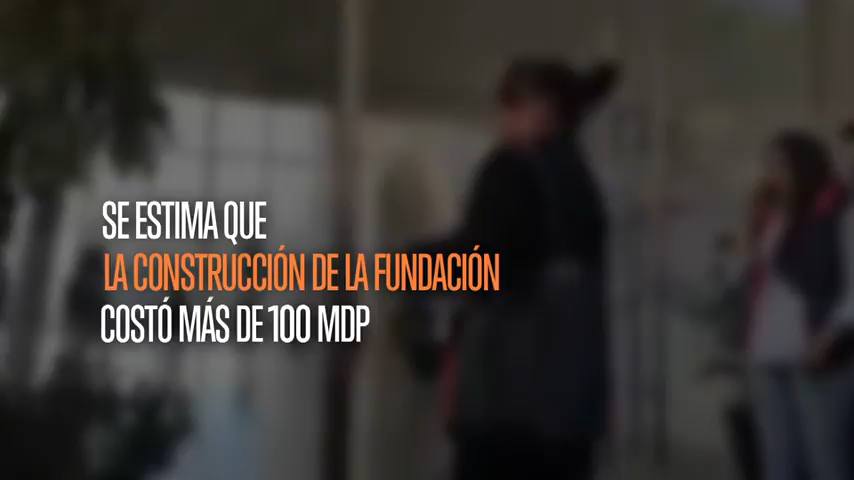 SE ESTIMA QUE
LA CONSTRUCCIÓN DE LA FUNDACIÓN
COSTÓ MÁS DE 100 MDP